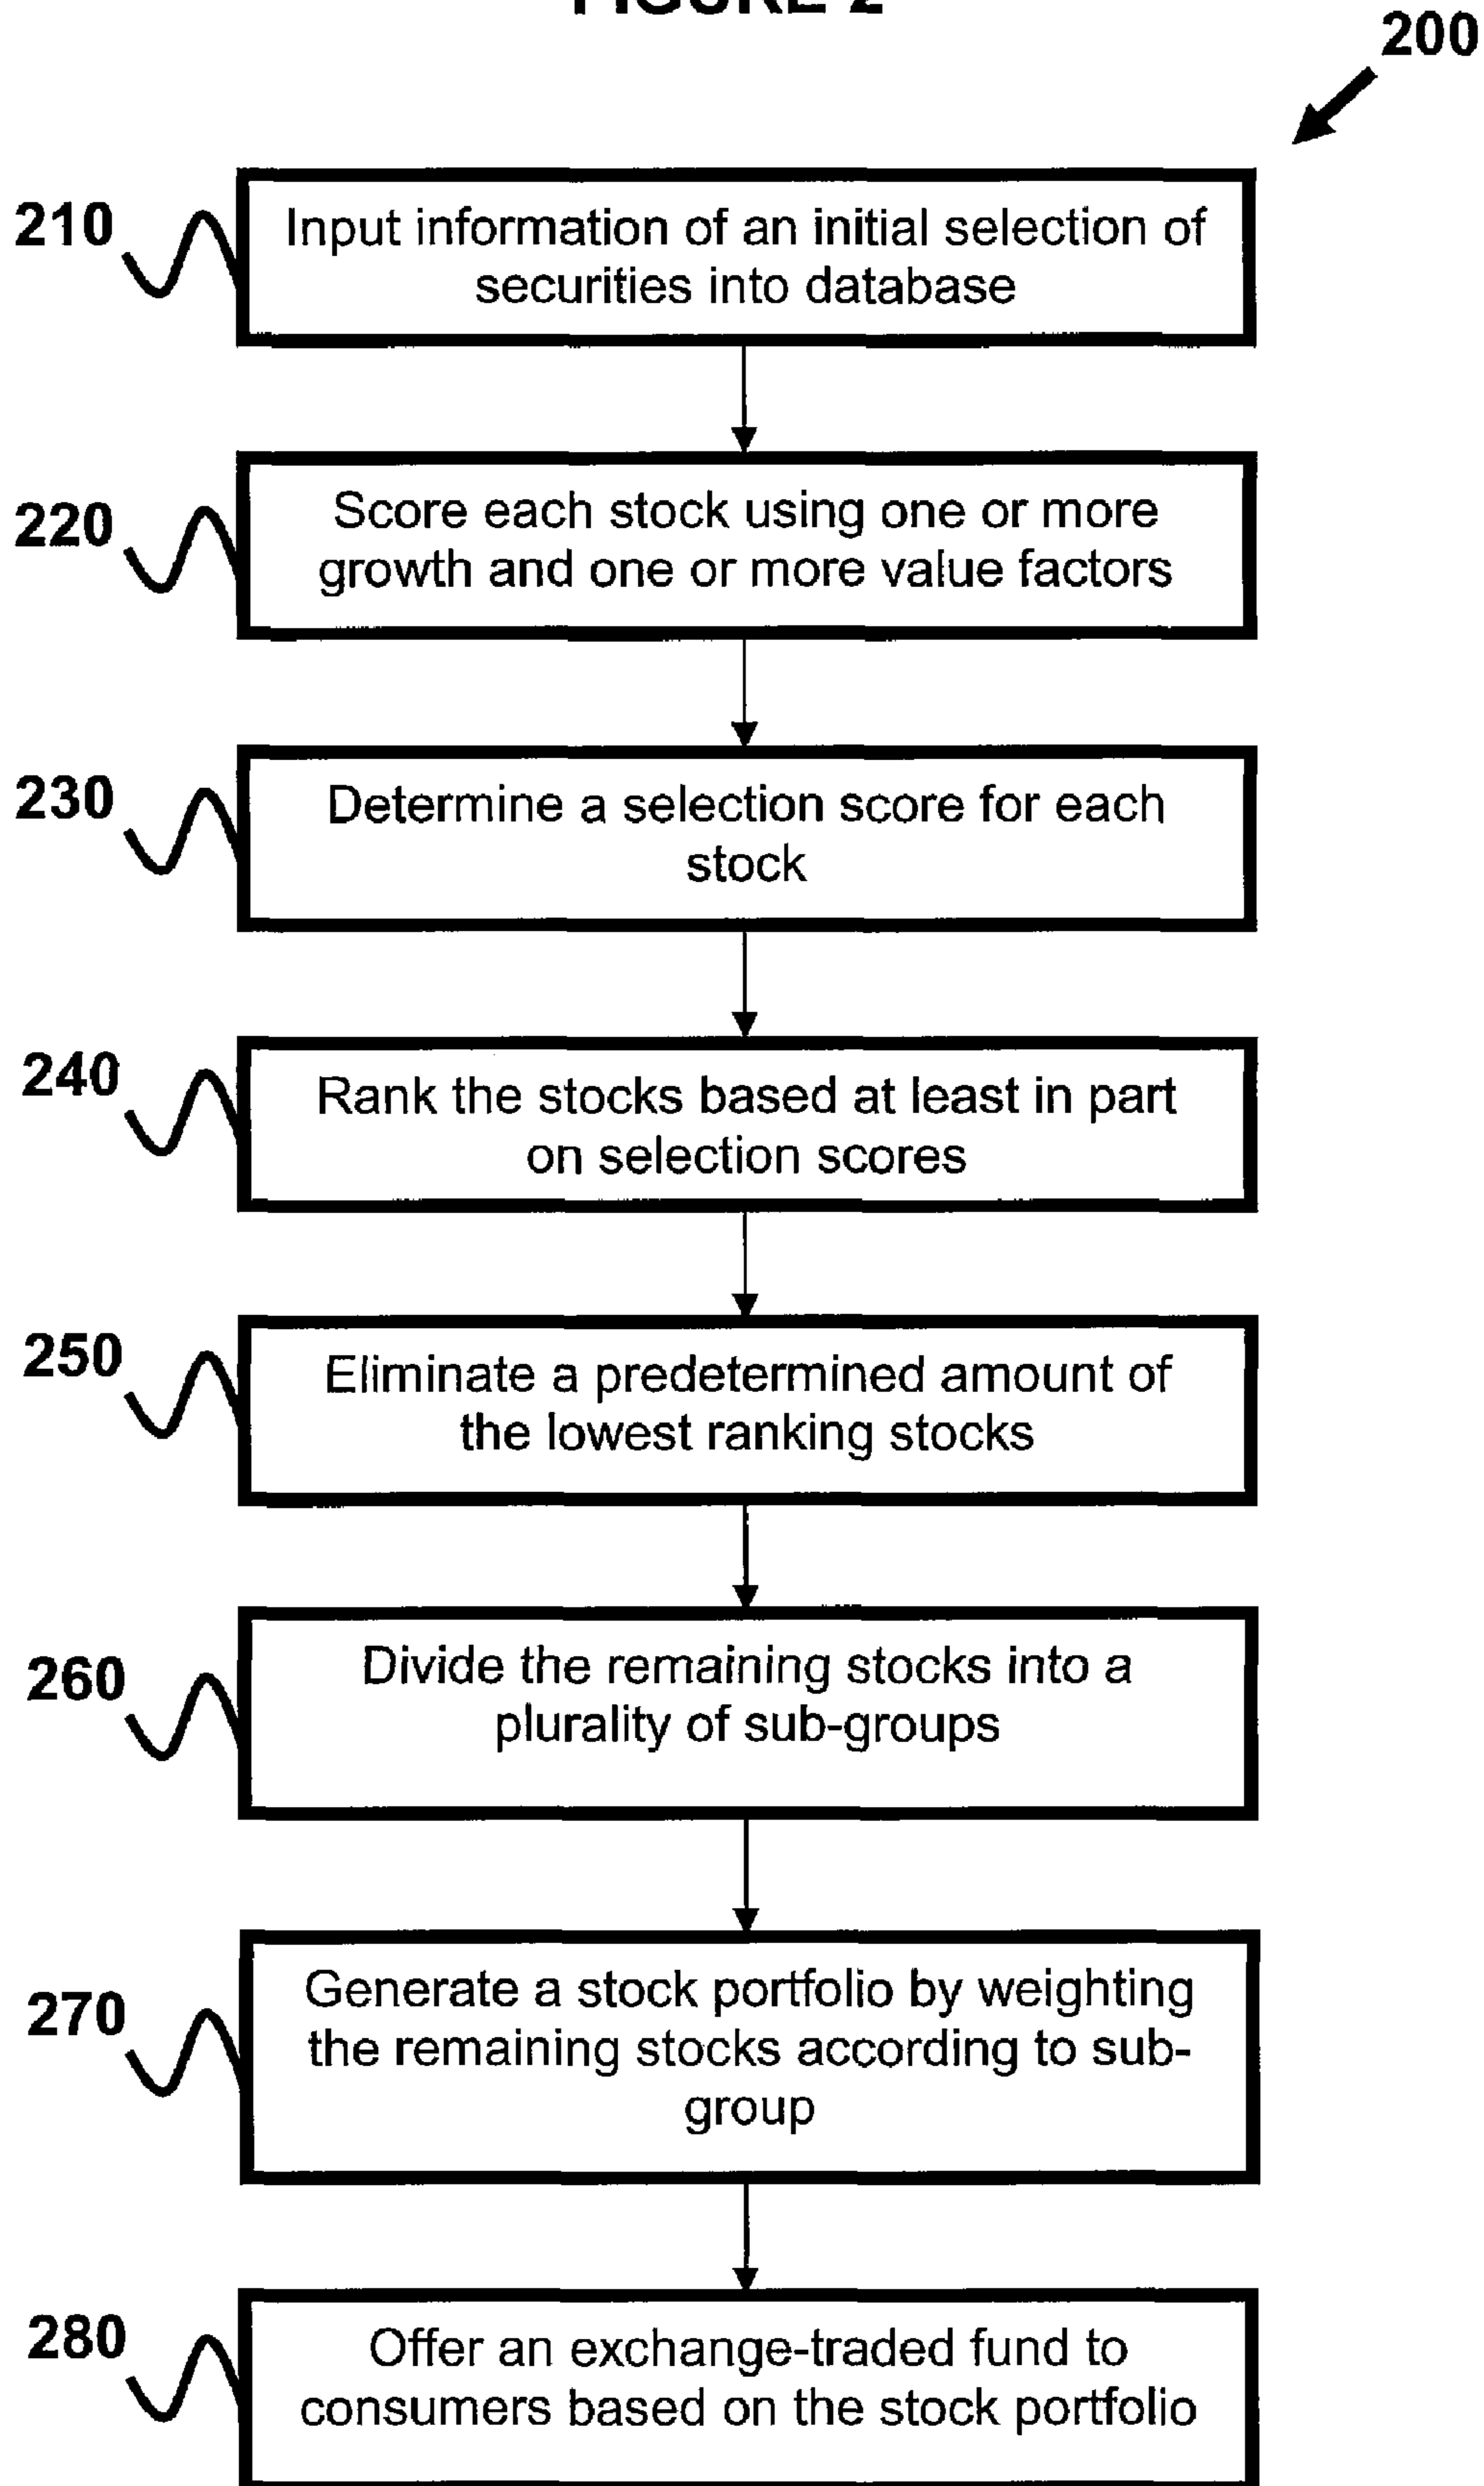 FIGURE 2
200
210
Input information of an initial selection of
securities into database
220
Score each stock using one or more
growth and one or more value factors
230
Determine a selection score for each
stock
240
Rank the stocks based at least in part
on selection scores
250
Eliminate a predetermined amount of
the lowest ranking stocks
260
Divide the remaining stocks into a
plurality of sub-groups
270
Generate a stock portfolio by weighting
the remaining stocks according to sub-
group
280
Offer an exchange-traded fund to
consumers based on the stock portfolio